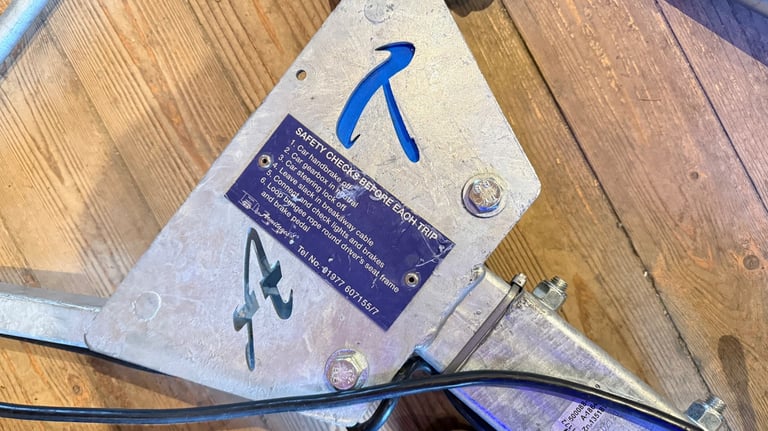 SAFETY CHECKS BEFORE EACH TRIP
1. Car handbrake off
2. Car gearbox in neutral
3. Car steering lock off
4. Leave slack in breakaway cable
5. Connect and check lights and brakes
6. Loop bungee rope round driver's seat frame
and brake pedal
Tel No. 01977 607155/7